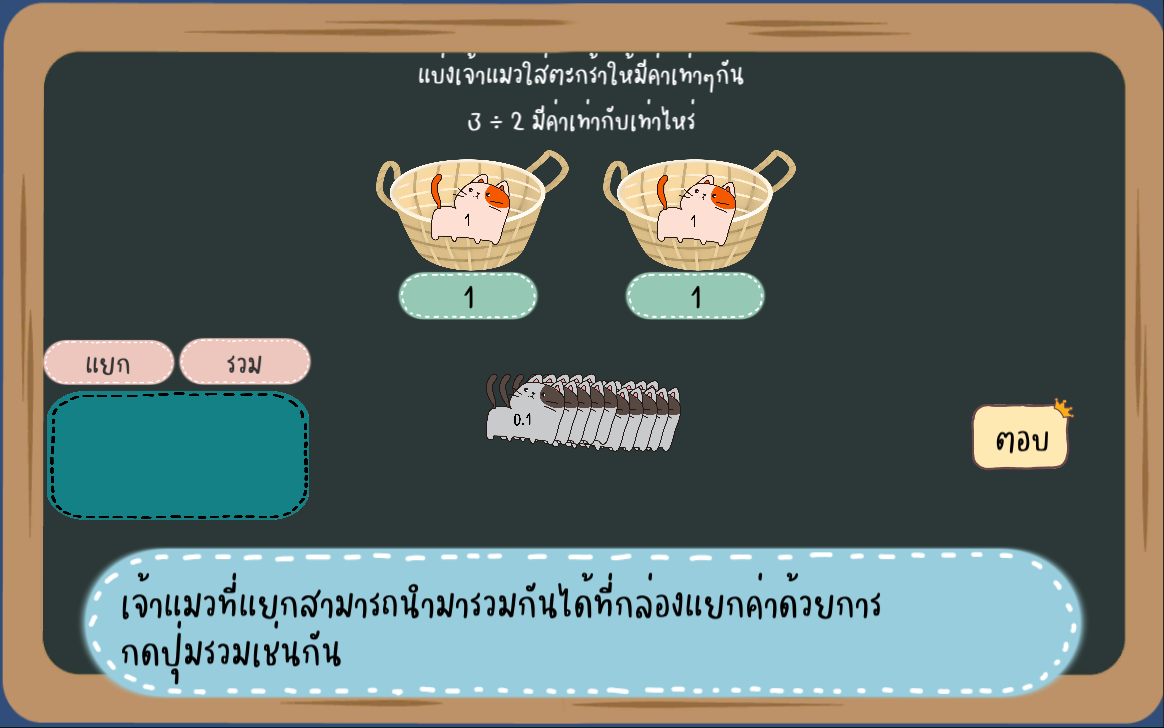 แบ่งเจ้าแมวใส่ตะกร้าให้มีค่าเท่าๆกัน
3 ÷ 2 มีค่าเท่ากับเท่าไหร่
1 1
1 1
แยก รวม
0.1
ตอบ
เจ้าแมวที่แยกสามารถนำมารวมกันได้ที่กล่องแยกค่าด้วยการ
กดปุ่มรวมเช่นกัน